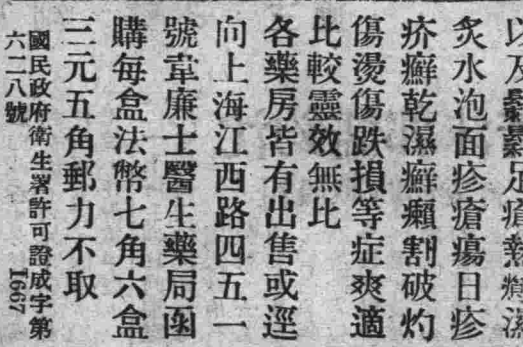 以及
足瘡
炙水泡面疹瘡瘍日疹
疥癬乾濕癬癩割破灼
傷燙傷跌損等症爽適
比較靈效無比
各藥房皆有出售或逕
向上海江西路四五一
號韋廉士醫生藥局函
購每盒法幣七角六盒
三元五角郵力不取
國民政府衛生署許可證成字第
六二八號
1667